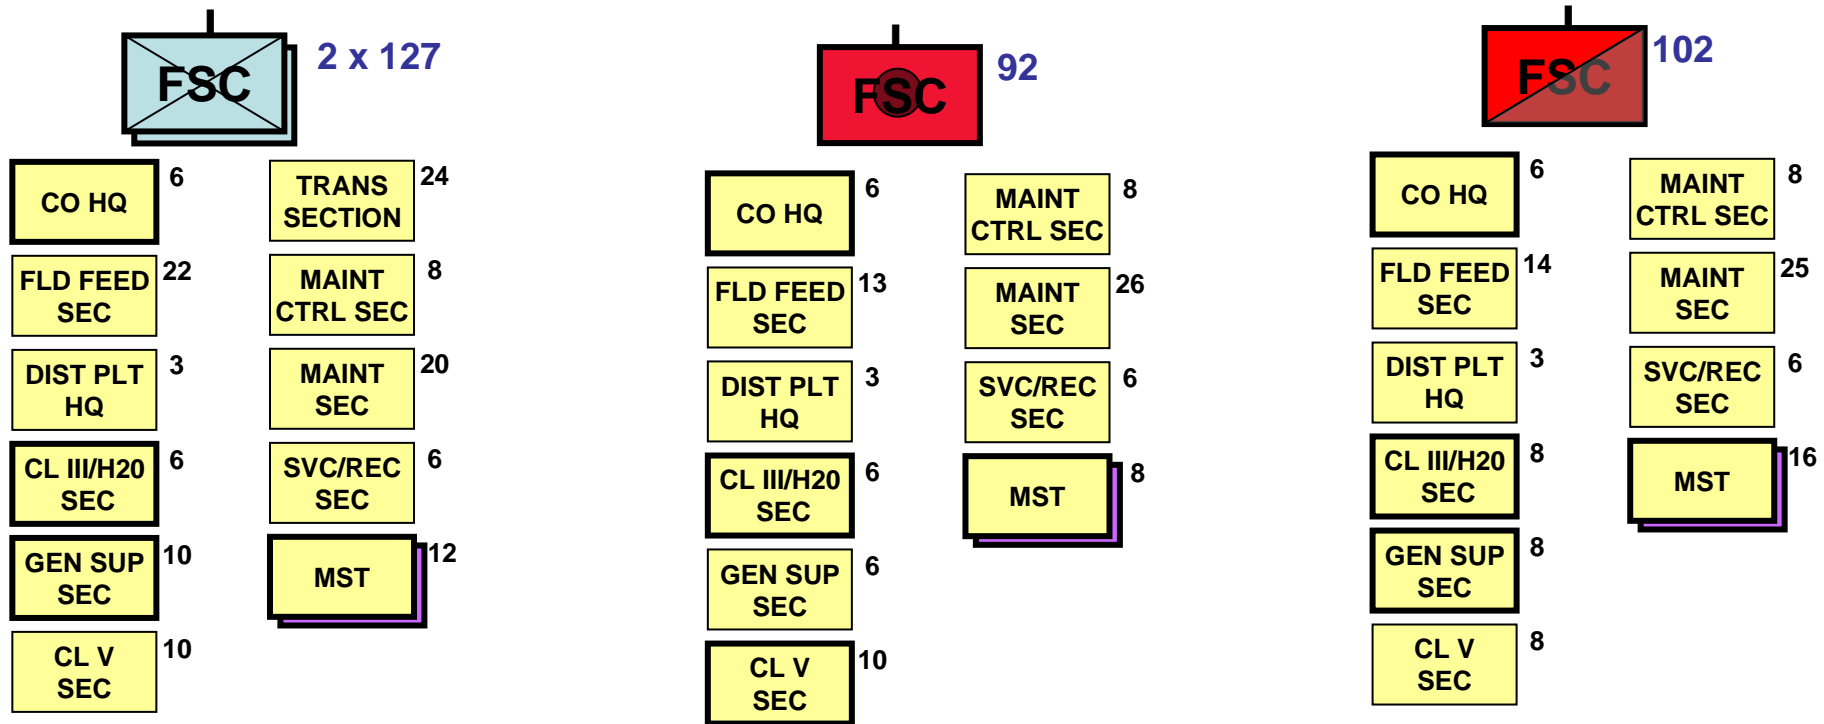 FSC
2 x 127
CO HQ
6
FLD FEED
SEC
22
DIST PLT
HQ
3
CL III/H20
SEC
6
GEN SUP
SEC
10
CL V
SEC
10
TRANS
SECTION
24
MAINT
CTRL SEC
8
MAINT
SEC
20
SVC/REC
SEC
6
MST
12
FSC
92
CO HQ
6
FLD FEED
SEC
13
DIST PLT
HQ
3
CL III/H20
SEC
6
GEN SUP
SEC
6
CL V
SEC
10
MAINT
CTRL SEC
8
MAINT
SEC
26
SVC/REC
SEC
6
MST
8
FSC
102
CO HQ
6
FLD FEED
SEC
14
DIST PLT
HQ
3
CL III/H20
SEC
8
GEN SUP
SEC
8
CL V
SEC
8
MAINT
CTRL SEC
8
MAINT
SEC
25
SVC/REC
SEC
6
MST
16